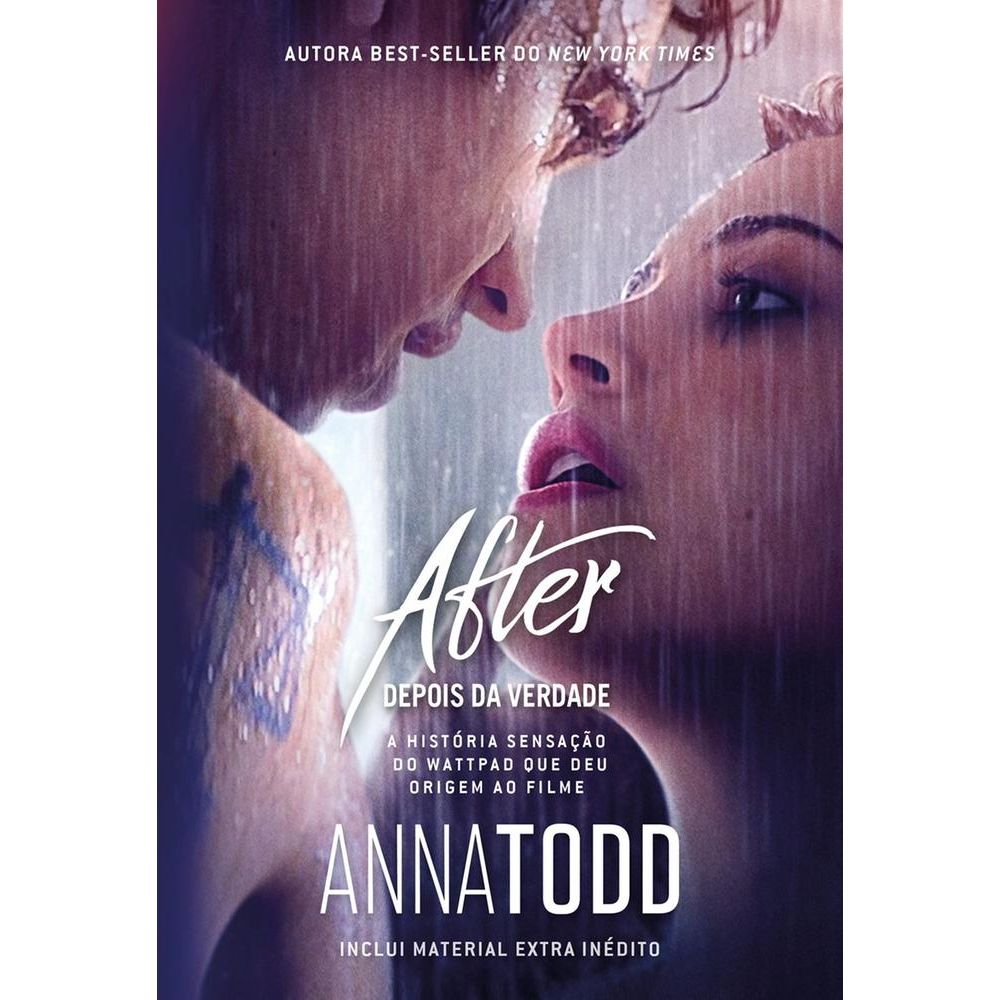 AUTORA BEST-SELLER DO NEW YORK TIMES
After
DEPOIS DA VERDADE
A HISTÓRIA SENSAÇÃO
DO WATTPAD QUE DEU
ORIGEM AO FILME
ANNATODD
INCLUI MATERIAL EXTRA INÉDITO